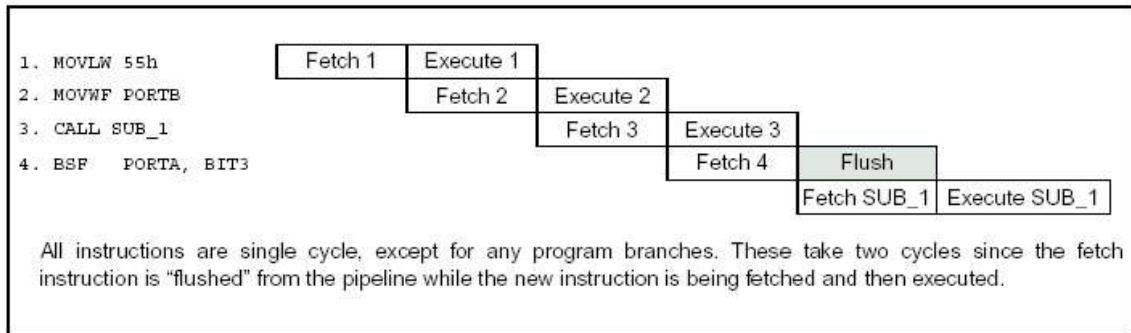 1. MOVLW 55h Fetch 1 Execute 1
2. MOVWF PORTB Fetch 2 Execute 2
3. CALL SUB_1 Fetch 3 Execute 3
4. BSF PORTA, BIT3 Fetch 4 Flush
Fetch SUB_1 Execute SUB_1
All instructions are single cycle, except for any program branches. These take two cycles since the fetch
instruction is “flushed” from the pipeline while the new instruction is being fetched and then executed.